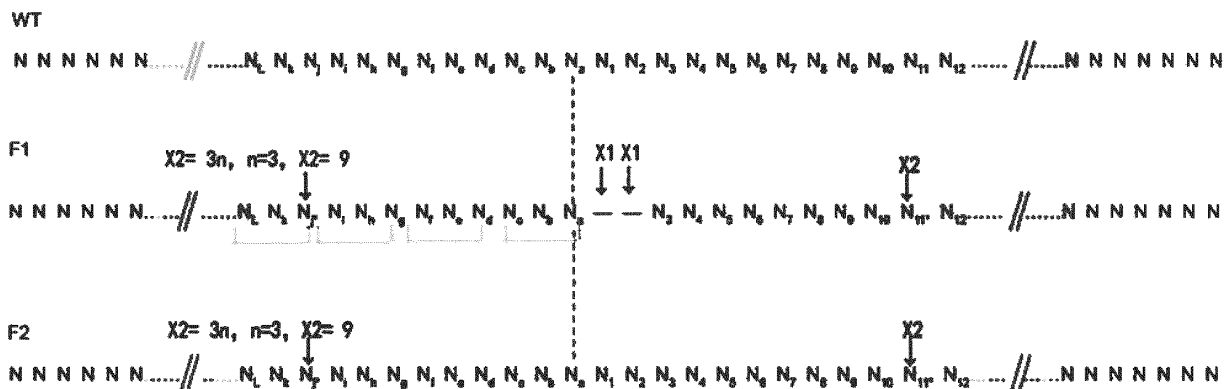 WT
N N N N N N ...... // ......N_L N_k N_j N_i N_h N_g N_f N_e N_d N_c N_b N_a N_1 N_2 N_3 N_4 N_5 N_6 N_7 N_8 N_9 N_10 N_11 N_12 ...... // ......N N N N N N N
F1
X2= 3n, n=3, X2= 9
X1 X1
X2
N N N N N N ...... // ......N_L N_k N_j* N_i N_h N_g N_f N_e N_d N_c N_b N_a — — N_3 N_4 N_5 N_6 N_7 N_8 N_9 N_10 N_11* N_12 ...... // ......N N N N N N N
F2
X2= 3n, n=3, X2= 9
X2
N N N N N N ...... // ......N_L N_k N_j* N_i N_h N_g N_f N_e N_d N_c N_b N_a N_1 N_2 N_3 N_4 N_5 N_6 N_7 N_8 N_9 N_10 N_11* N_12 ...... // ......N N N N N N N